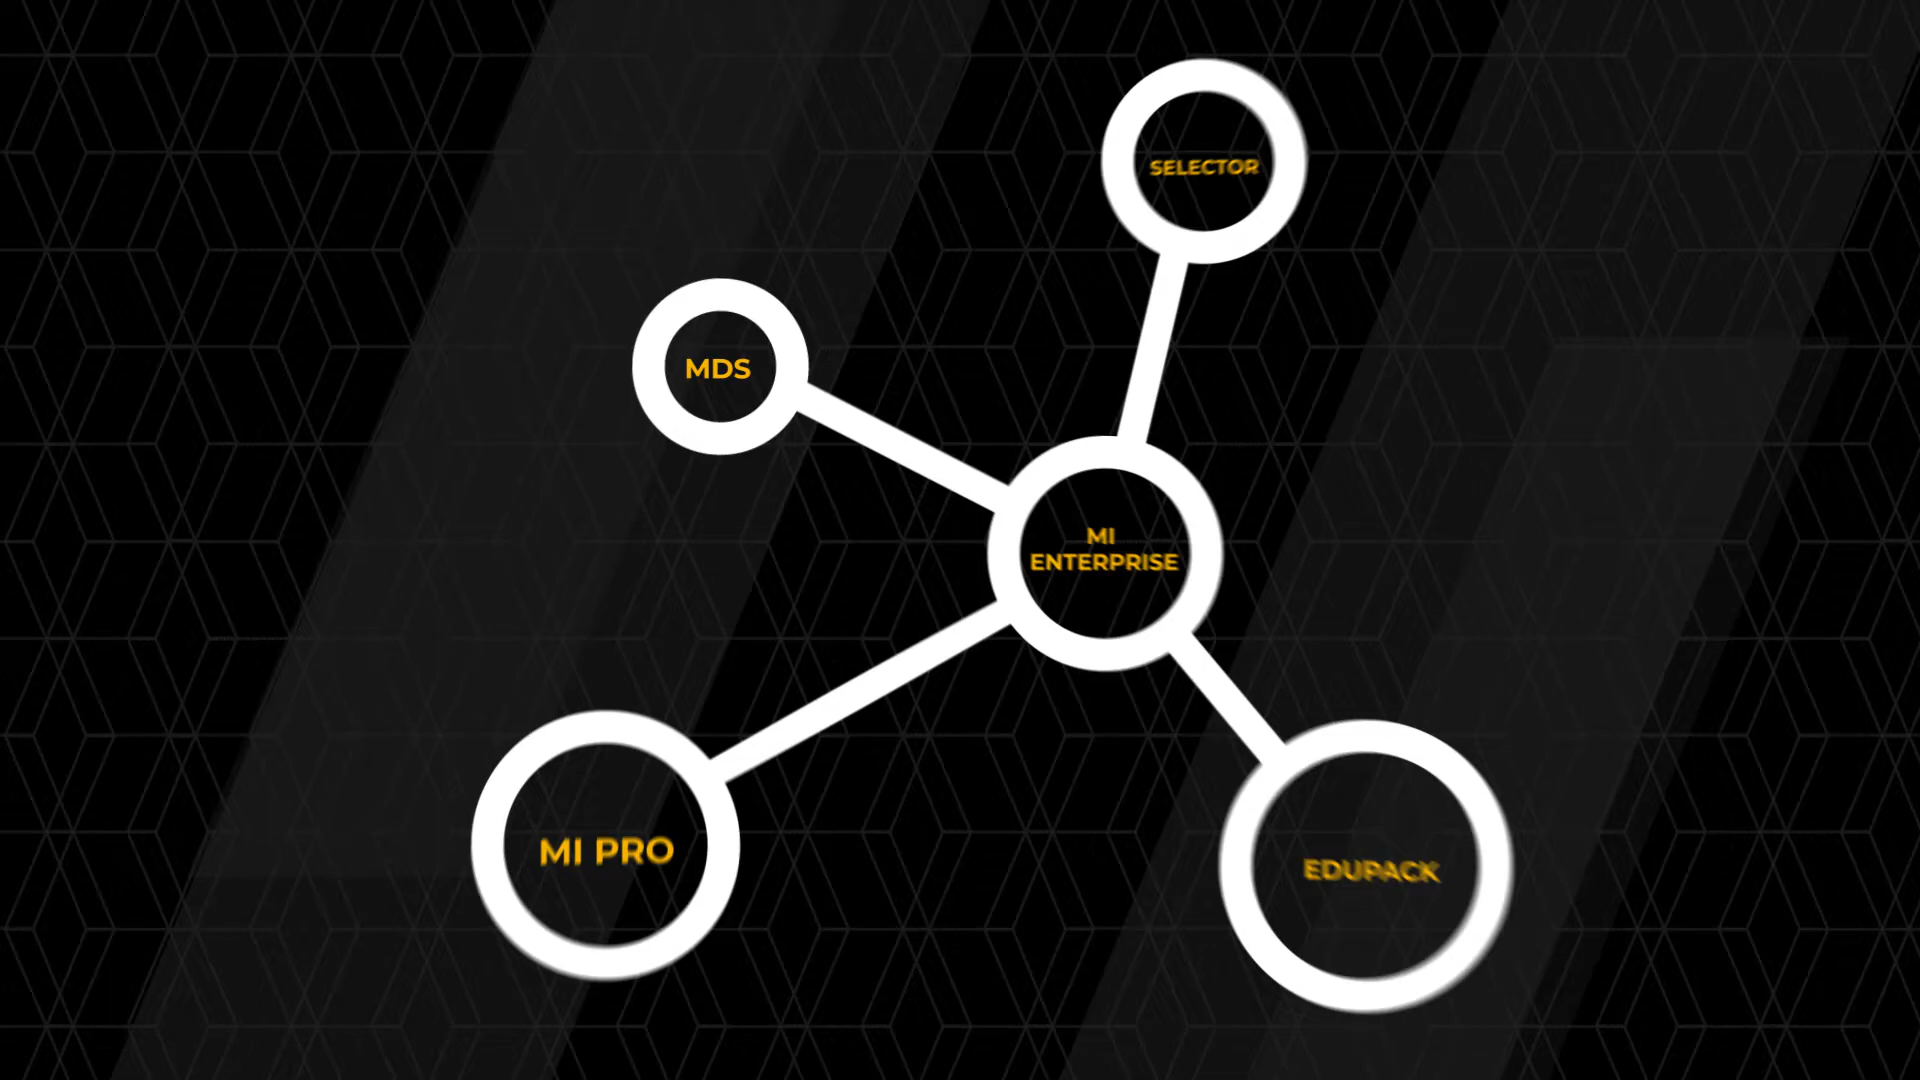 SELECTOR
MDS
MI
ENTERPRISE
MI PRO
EDUPACK